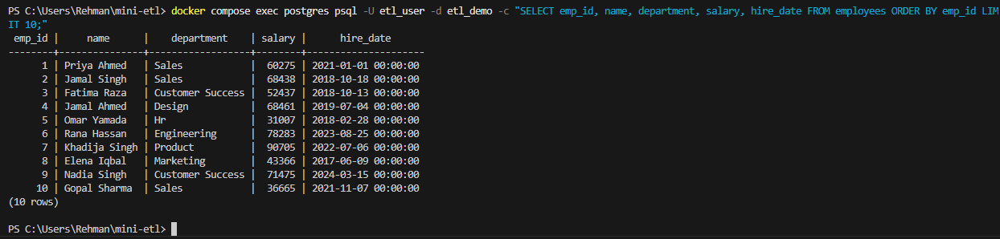 PS C:\Users\Rehman\mini-etl> docker compose exec postgres psql -U etl_user -d etl_demo -c "SELECT emp_id, name, department, salary, hire_date FROM employees ORDER BY emp_id LIM
IT 10;"
 emp_id |     name      |    department    | salary |      hire_date
--------+---------------+------------------+--------+---------------------
      1 | Priya Ahmed   | Sales            |  60275 | 2021-01-01 00:00:00
      2 | Jamal Singh   | Sales            |  68438 | 2018-10-18 00:00:00
      3 | Fatima Raza   | Customer Success |  52437 | 2018-10-13 00:00:00
      4 | Jamal Ahmed   | Design           |  68461 | 2019-07-04 00:00:00
      5 | Omar Yamada   | Hr               |  31007 | 2018-02-28 00:00:00
      6 | Rana Hassan   | Engineering      |  78283 | 2023-08-25 00:00:00
      7 | Khadija Singh | Product          |  90705 | 2022-07-06 00:00:00
      8 | Elena Iqbal   | Marketing        |  43366 | 2017-06-09 00:00:00
      9 | Nadia Singh   | Customer Success |  71475 | 2024-03-15 00:00:00
     10 | Gopal Sharma  | Sales            |  36665 | 2021-11-07 00:00:00
(10 rows)
PS C:\Users\Rehman\mini-etl>